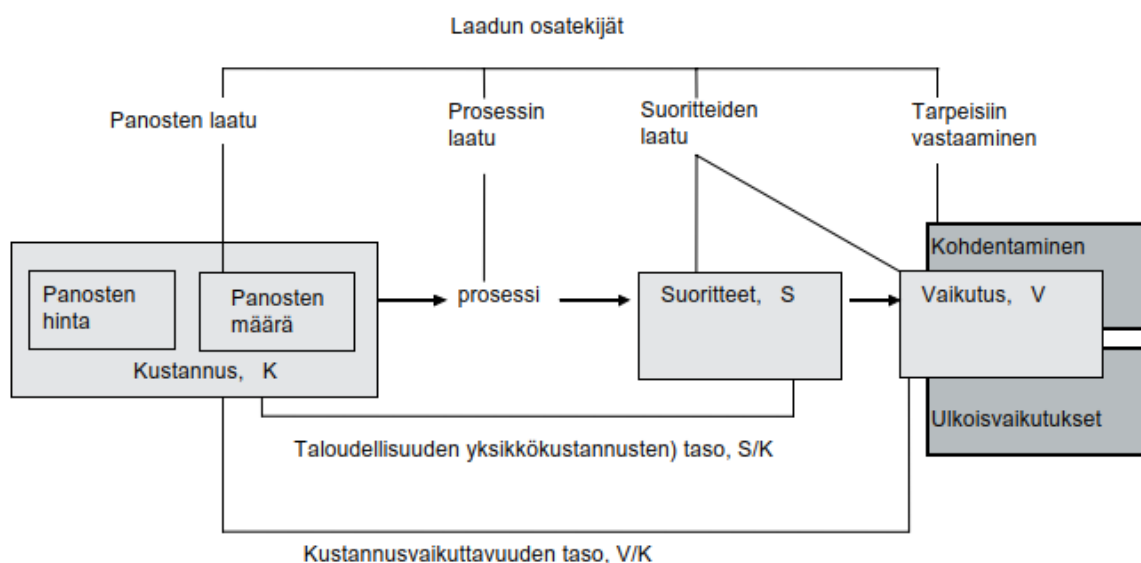 Laadun osatekijät
Panosten laatu
Prosessin
laatu
Suoritteiden
laatu
Tarpeisiin
vastaaminen
Kohdentaminen
Panosten
hinta
Panosten
määrä
Kustannus, K
prosessi
Suoritteet, S
Vaikutus, V
Ulkoisvaikutukset
Taloudellisuuden yksikkökustannusten) taso, S/K
Kustannusvaikuttavuuden taso, V/K